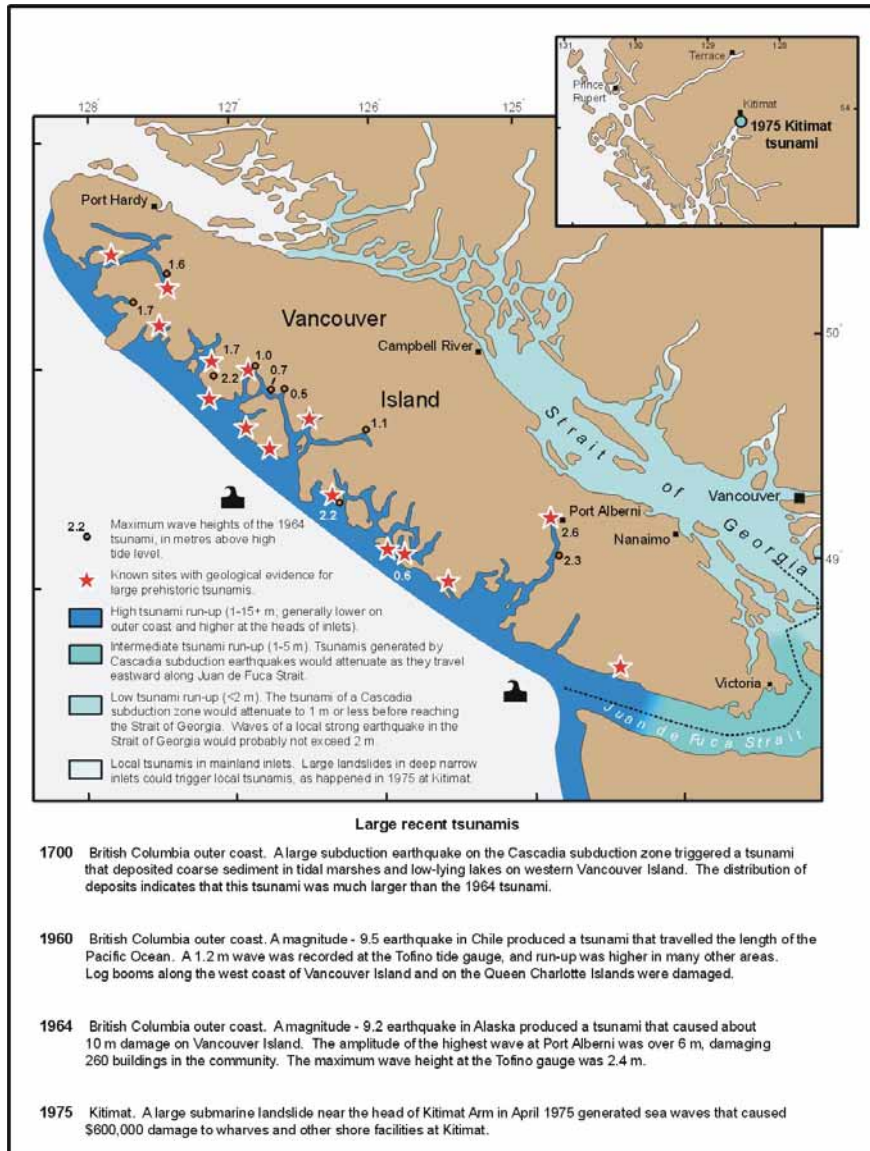 131
130
129
128
Terrace
Prince
Rupert
Kitimat
54
1975 Kitimat
tsunami
128
127
126
125
Port Hardy
1.6
1.7
Vancouver
50°
1.7
1.0
0.7
2.2
0.5
Campbell River
Island
1.1
Strait of Georgia
Vancouver
2.2
Port Alberni
2.6
Nanaimo
49°
2.3
0.6
Victoria
Juan de Fuca Strait
2.2
Maximum wave heights of the 1964
tsunami, in metres above high
tide level.
Known sites with geological evidence for
large prehistoric tsunamis.
High tsunami run-up (1-15+ m; generally lower on
outer coast and higher at the heads of inlets).
Intermediate tsunami run-up (1-5 m). Tsunamis generated by
Cascadia subduction earthquakes would attenuate as they travel
eastward along Juan de Fuca Strait.
Low tsunami run-up (<2 m). The tsunami of a Cascadia
subduction zone would attenuate to 1 m or less before reaching
the Strait of Georgia. Waves of a local strong earthquake in the
Strait of Georgia would probably not exceed 2 m.
Local tsunamis in mainland inlets. Large landslides in deep narrow
inlets could trigger local tsunamis, as happened in 1975 at Kitimat.
Large recent tsunamis
1700 British Columbia outer coast. A large subduction earthquake on the Cascadia subduction zone triggered a tsunami
that deposited coarse sediment in tidal marshes and low-lying lakes on western Vancouver Island. The distribution of
deposits indicates that this tsunami was much larger than the 1964 tsunami.
1960 British Columbia outer coast. A magnitude - 9.5 earthquake in Chile produced a tsunami that travelled the length of the
Pacific Ocean. A 1.2 m wave was recorded at the Tofino tide gauge, and run-up was higher in many other areas.
Log booms along the west coast of Vancouver Island and on the Queen Charlotte Islands were damaged.
1964 British Columbia outer coast. A magnitude - 9.2 earthquake in Alaska produced a tsunami that caused about
10 m damage on Vancouver Island. The amplitude of the highest wave at Port Alberni was over 6 m, damaging
260 buildings in the community. The maximum wave height at the Tofino gauge was 2.4 m.
1975 Kitimat. A large submarine landslide near the head of Kitimat Arm in April 1975 generated sea waves that caused
$600,000 damage to wharves and other shore facilities at Kitimat.